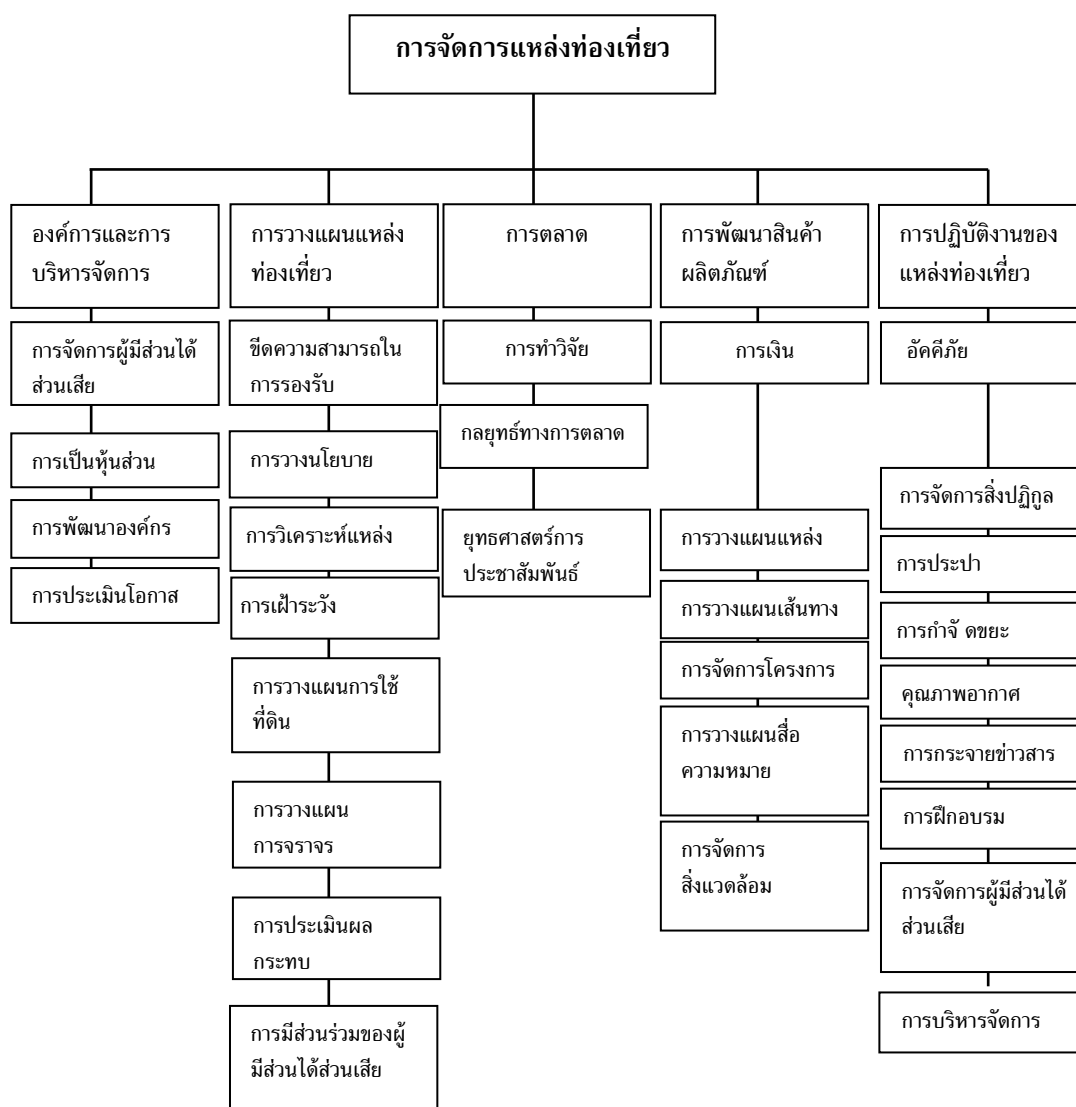 การจัดการแหล่งท่องเที่ยว
องค์การและการ
บริหารจัดการ
การจัดการผู้มีส่วนได้
ส่วนเสีย
การเป็นหุ้นส่วน
การพัฒนาองค์กร
การประเมินโอกาส
การวางแผนแหล่ง
ท่องเที่ยว
ขีดความสามารถใน
การรองรับ
การวางนโยบาย
การวิเคราะห์แหล่ง
การเฝ้าระวัง
การวางแผนการใช้
ที่ดิน
การวางแผน
การจราจร
การประเมินผล
กระทบ
การมีส่วนร่วมของผู้
มีส่วนได้ส่วนเสีย
การตลาด
การทำวิจัย
กลยุทธ์ทางการตลาด
ยุทธศาสตร์การ
ประชาสัมพันธ์
การพัฒนาสินค้า
ผลิตภัณฑ์
การเงิน
การวางแผนแหล่ง
การวางแผนเส้นทาง
การจัดการโครงการ
การวางแผนสื่อ
ความหมาย
การจัดการ
สิ่งแวดล้อม
การปฏิบัติงานของ
แหล่งท่องเที่ยว
อัคคีภัย
การจัดการสิ่งปฏิกูล
การประปา
การกำจั ดขยะ
คุณภาพอากาศ
การกระจายข่าวสาร
การฝึกอบรม
การจัดการผู้มีส่วนได้
ส่วนเสีย
การบริหารจัดการ